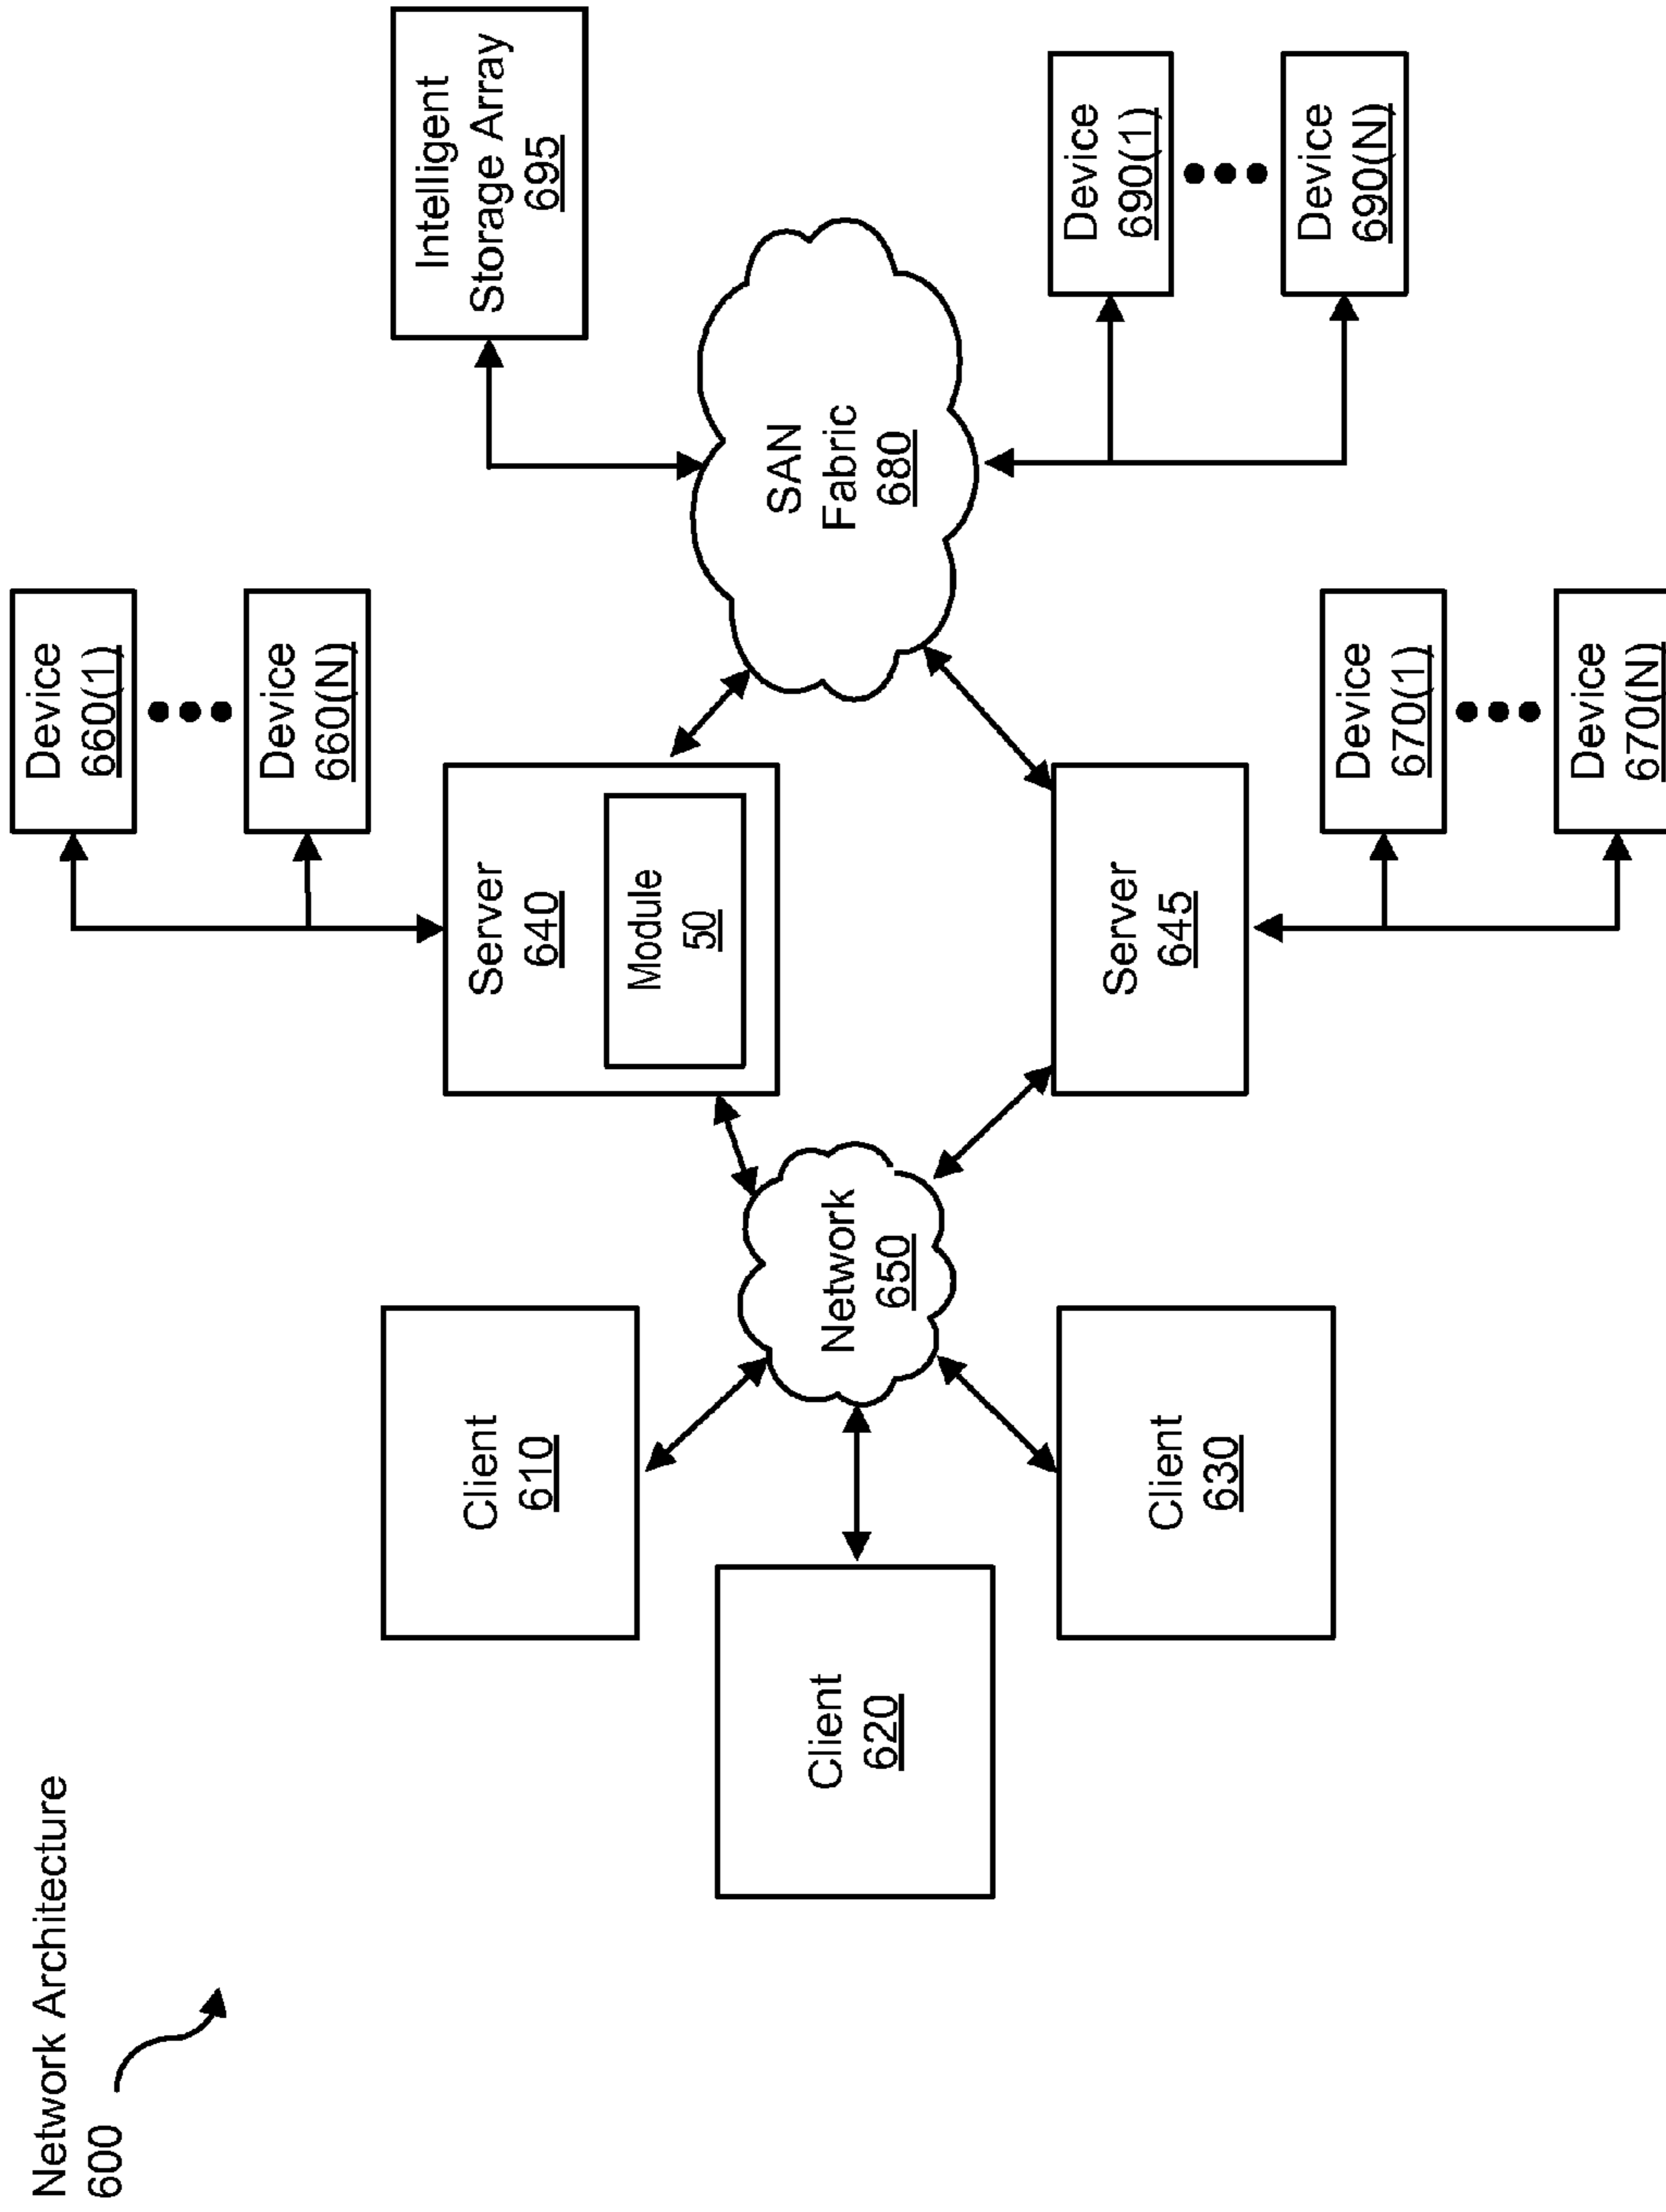 Network Architecture
600
Device
660(1)
Device
660(N)
Intelligent
Storage Array
695
Client
610
Server
640
Module
50
Client
620
Network
650
SAN
Fabric
680
Client
630
Server
645
Device
690(1)
Device
690(N)
Device
670(1)
Device
670(N)